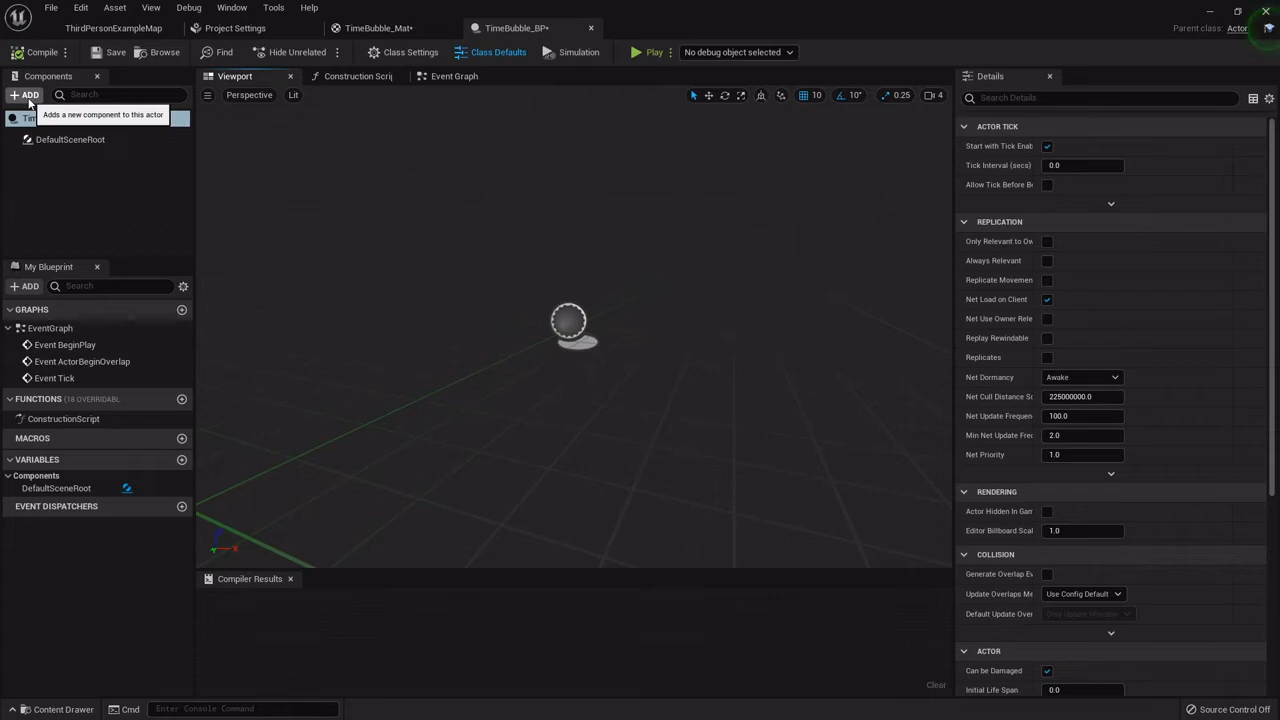 File Edit Asset View Debug Window Tools Help
ThirdPersonExampleMap Project Settings TimeBubble_Mat* TimeBubble_BP* Parent class: Actor
Compile Save Browse Find Hide Unrelated Class Settings Class Defaults Simulation Play No debug object selected
Components Viewport Construction Scrip Event Graph Details
+ ADD Search Perspective Lit 10 10° 0.25 4 Search Details
Adds a new component to this actor
ACTOR TICK
DefaultSceneRoot
Start with Tick Enab
Tick Interval (secs) 0.0
Allow Tick Before Be
REPLICATION
Only Relevant to Ow
Always Relevant
My Blueprint
Replicate Movemen
+ ADD Search
Net Load on Client
GRAPHS
Net Use Owner Rele
EventGraph
Replay Rewindable
Event BeginPlay
Replicates
Event ActorBeginOverlap
Event Tick
Net Dormancy Awake
FUNCTIONS (18 OVERRIDABL
Net Cull Distance Sc 225000000.0
ConstructionScript
Net Update Frequen 100.0
MACROS
Min Net Update Frec 2.0
VARIABLES
Net Priority 1.0
Components
DefaultSceneRoot
RENDERING
EVENT DISPATCHERS
Actor Hidden In Gam
Editor Billboard Scal 1.0
COLLISION
Compiler Results
Generate Overlap Ev
Update Overlaps Me Use Config Default
Default Update Over Only Update Movable
ACTOR
Can be Damaged
Clear
Initial Life Span 0.0
Content Drawer Cmd Enter Console Command Source Control Off